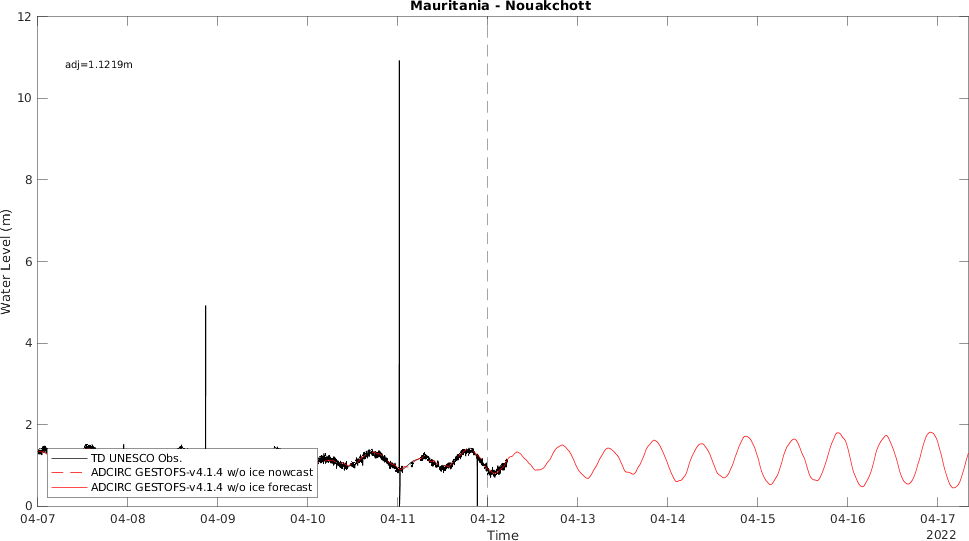 Mauritania - Nouakchott
12
adj=1.1219m
10
8
6
4
2
0
Water Level (m)
TD UNESCO Obs.
ADCIRC GESTOFS-v4.1.4 w/o ice nowcast
ADCIRC GESTOFS-v4.1.4 w/o ice forecast
04-07 04-08 04-09 04-10 04-11 04-12 04-13 04-14 04-15 04-16 04-17
Time 2022